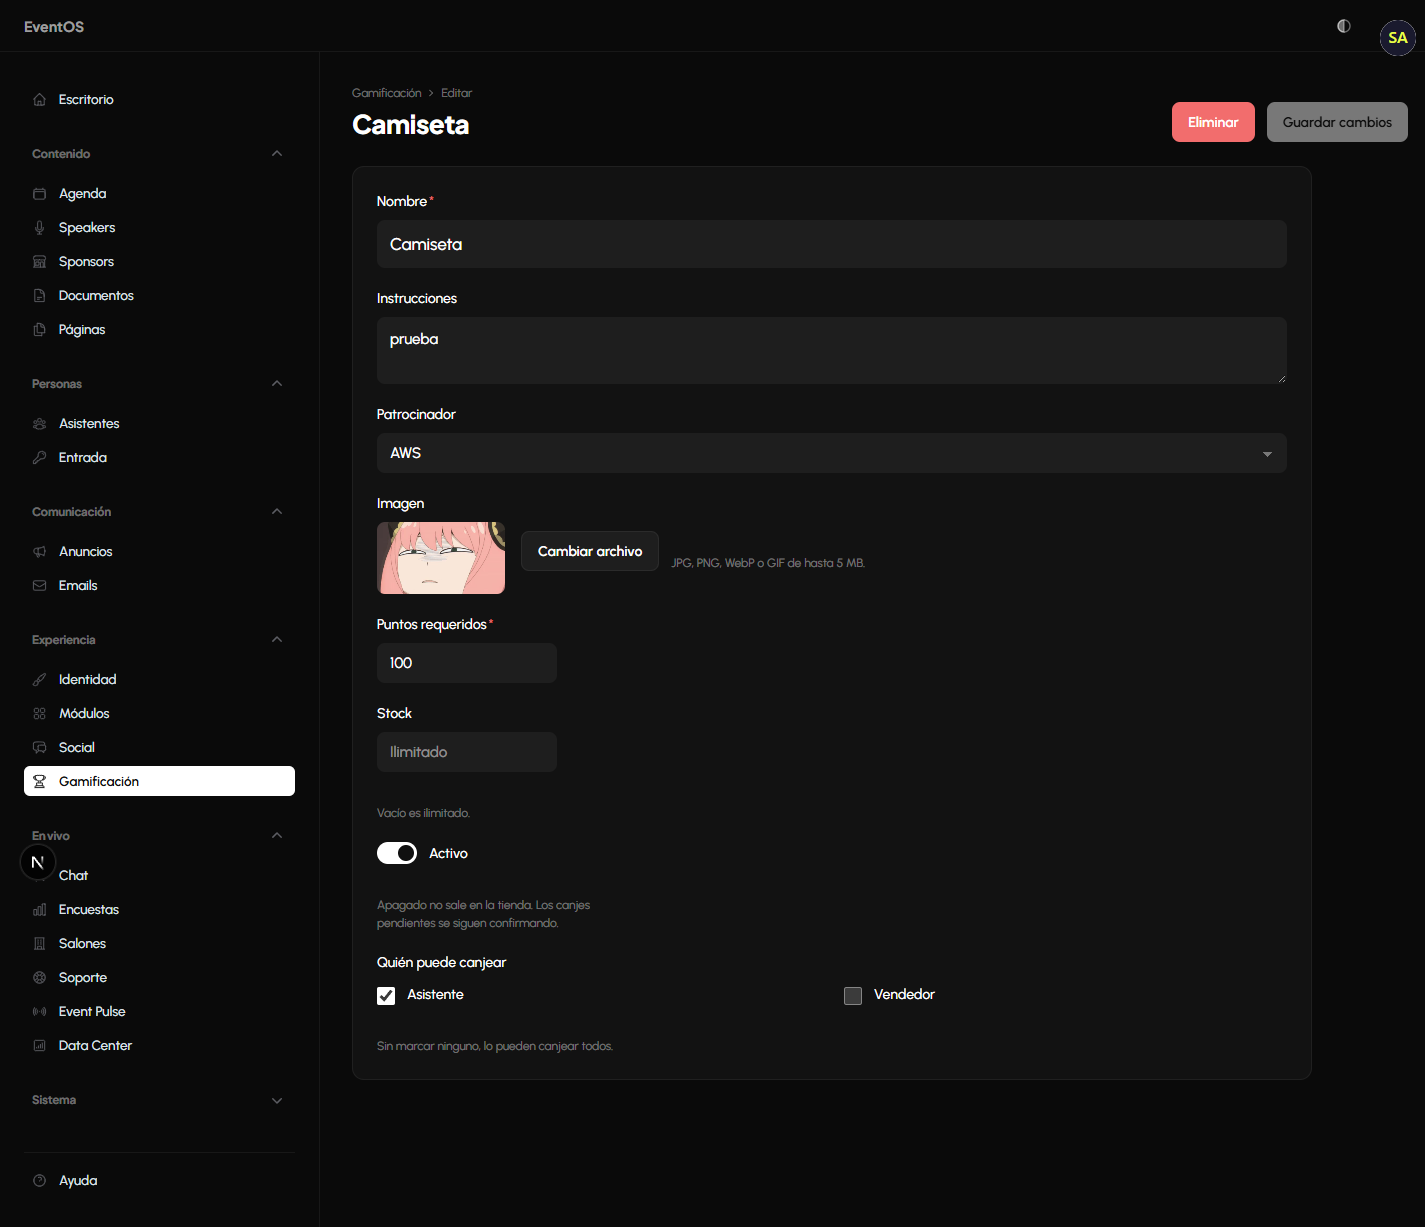 EventOS
SA
Escritorio
Contenido
Agenda
Speakers
Sponsors
Documentos
Páginas
Personas
Asistentes
Entrada
Comunicación
Anuncios
Emails
Experiencia
Identidad
Módulos
Social
Gamificación
En vivo
N
Chat
Encuestas
Salones
Soporte
Event Pulse
Data Center
Sistema
Ayuda
Gamificación > Editar
Camiseta
Eliminar
Guardar cambios
Nombre*
Camiseta
Instrucciones
prueba
Patrocinador
AWS
Imagen
Cambiar archivo
JPG, PNG, WebP o GIF de hasta 5 MB.
Puntos requeridos*
100
Stock
Ilimitado
Vacío es ilimitado.
Activo
Apagado no sale en la tienda. Los canjes
pendientes se siguen confirmando.
Quién puede canjear
Asistente
Vendedor
Sin marcar ninguno, lo pueden canjear todos.